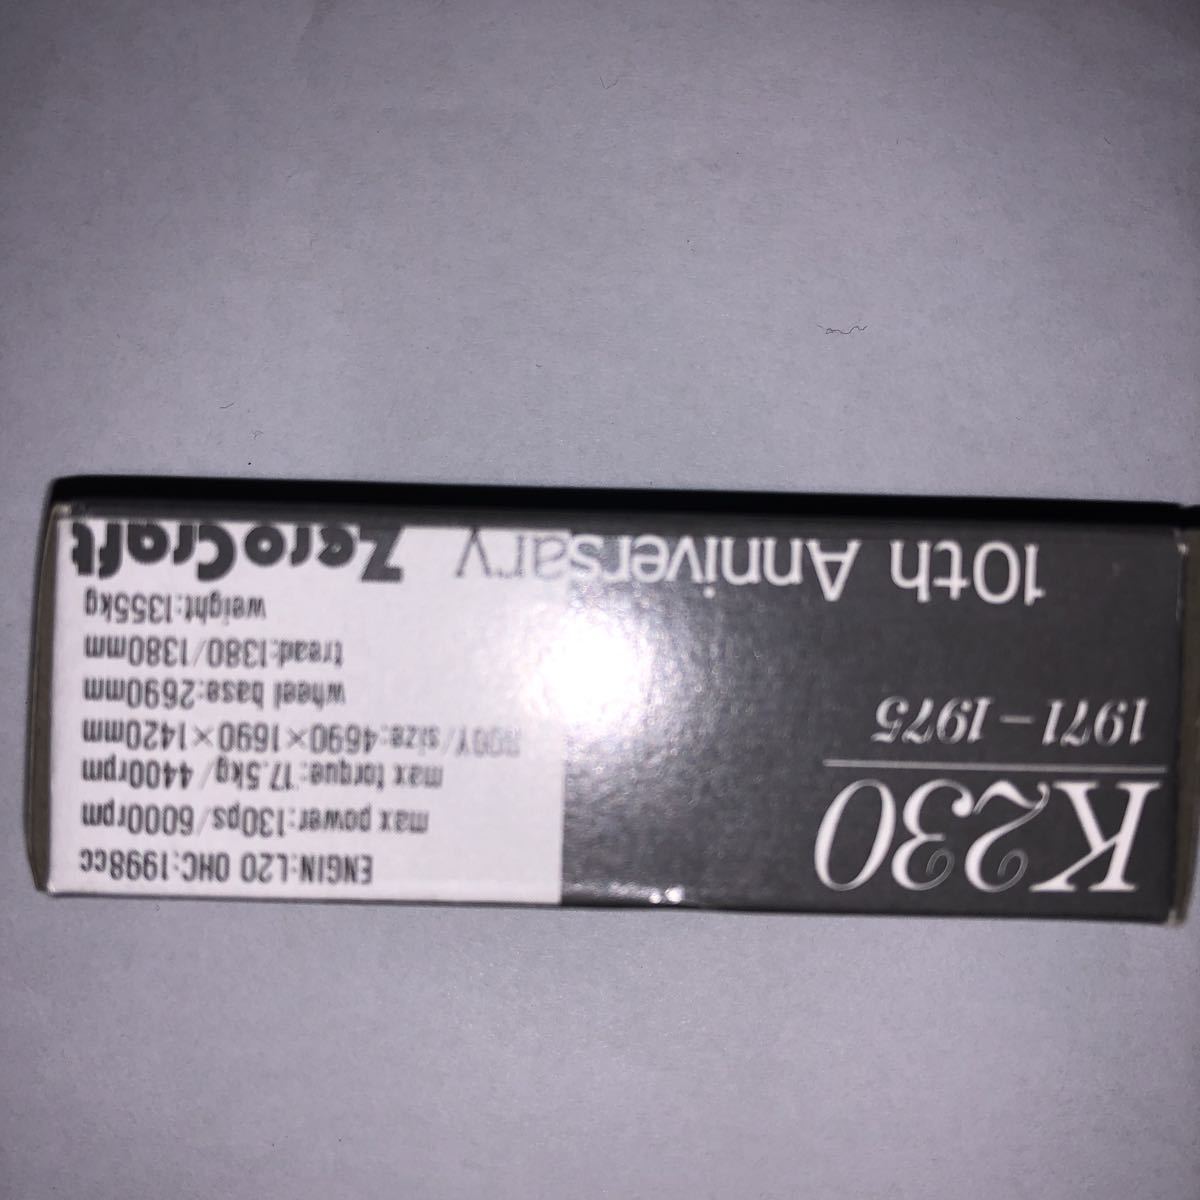 K230
1971-1975
10th Anniversary
ENGIN:L20 OHC:1998cc
max power:130ps/6000rpm
max torque:17.5kg/4400rpm
BODY/size:4690×1690×1420mm
wheel base:2690mm
tread:1380/1380mm
weight:1355kg
ZeroCraft